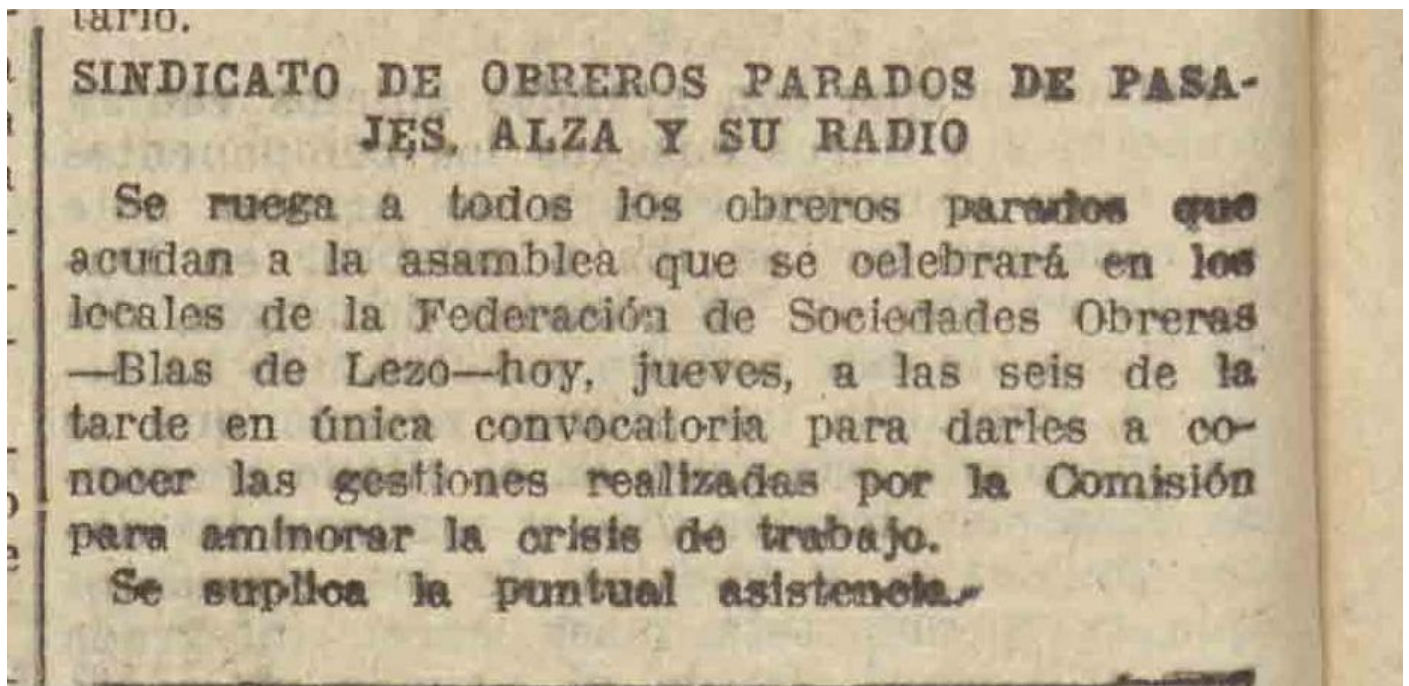 tario.
SINDICATO DE OBREROS PARADOS DE PASA-
JES, ALZA Y SU RADIO
Se ruega a todos los obreros parados que
acudan a la asamblea que se celebrará en los
locales de la Federación de Sociedades Obreras
—Blas de Lezo—hoy, jueves, a las seis de la
tarde en única convocatoria para darles a co-
nocer las gestiones realizadas por la Comisión
para aminorar la crisis de trabajo.
Se suplica la puntual asistencia.